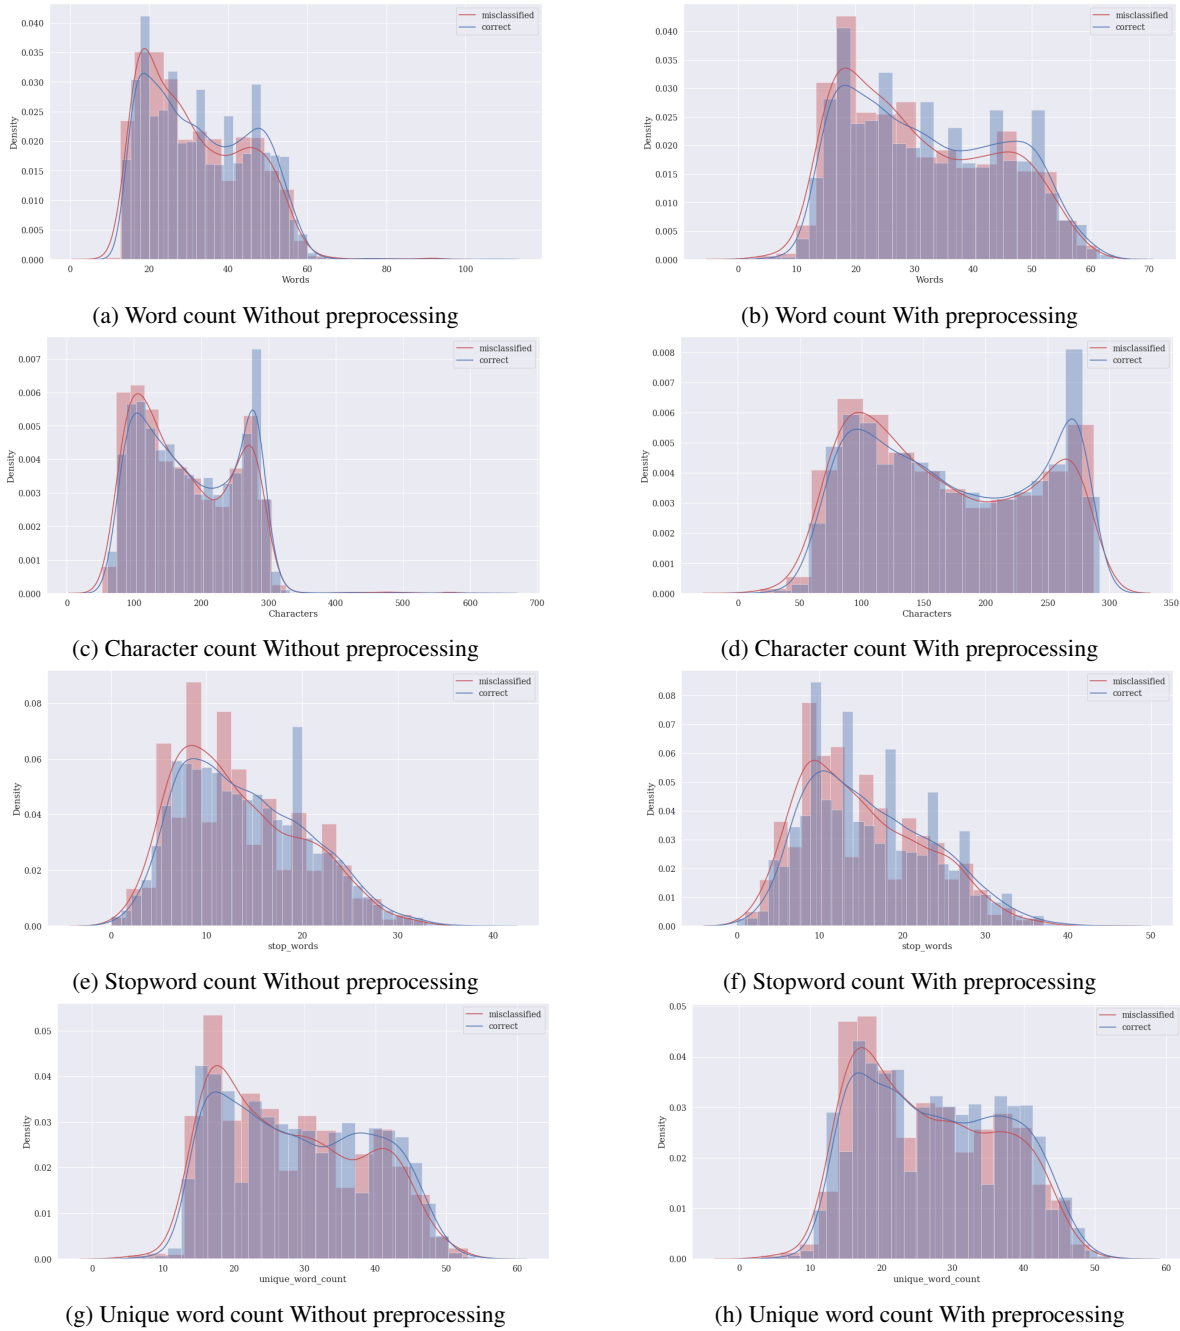 misclassified
correct
0.040
0.035
0.030
0.025
0.020
0.015
0.010
0.005
0.000
Density
0 20 40 60 80 100
Words
(a) Word count Without preprocessing
misclassified
correct
0.040
0.035
0.030
0.025
0.020
0.015
0.010
0.005
0.000
Density
0 10 20 30 40 50 60 70
Words
(b) Word count With preprocessing
misclassified
correct
0.007
0.006
0.005
0.004
0.003
0.002
0.001
0.000
Density
0 100 200 300 400 500 600 700
Characters
(c) Character count Without preprocessing
misclassified
correct
0.008
0.007
0.006
0.005
0.004
0.003
0.002
0.001
0.000
Density
0 50 100 150 200 250 300 350
Characters
(d) Character count With preprocessing
misclassified
correct
0.08
0.06
0.04
0.02
0.00
Density
0 10 20 30 40
stop_words
(e) Stopword count Without preprocessing
misclassified
correct
0.08
0.07
0.06
0.05
0.04
0.03
0.02
0.01
0.00
Density
0 10 20 30 40 50
stop_words
(f) Stopword count With preprocessing
misclassified
correct
0.05
0.04
0.03
0.02
0.01
0.00
Density
0 10 20 30 40 50 60
unique_word_count
(g) Unique word count Without preprocessing
misclassified
correct
0.05
0.04
0.03
0.02
0.01
0.00
Density
0 10 20 30 40 50 60
unique_word_count
(h) Unique word count With preprocessing